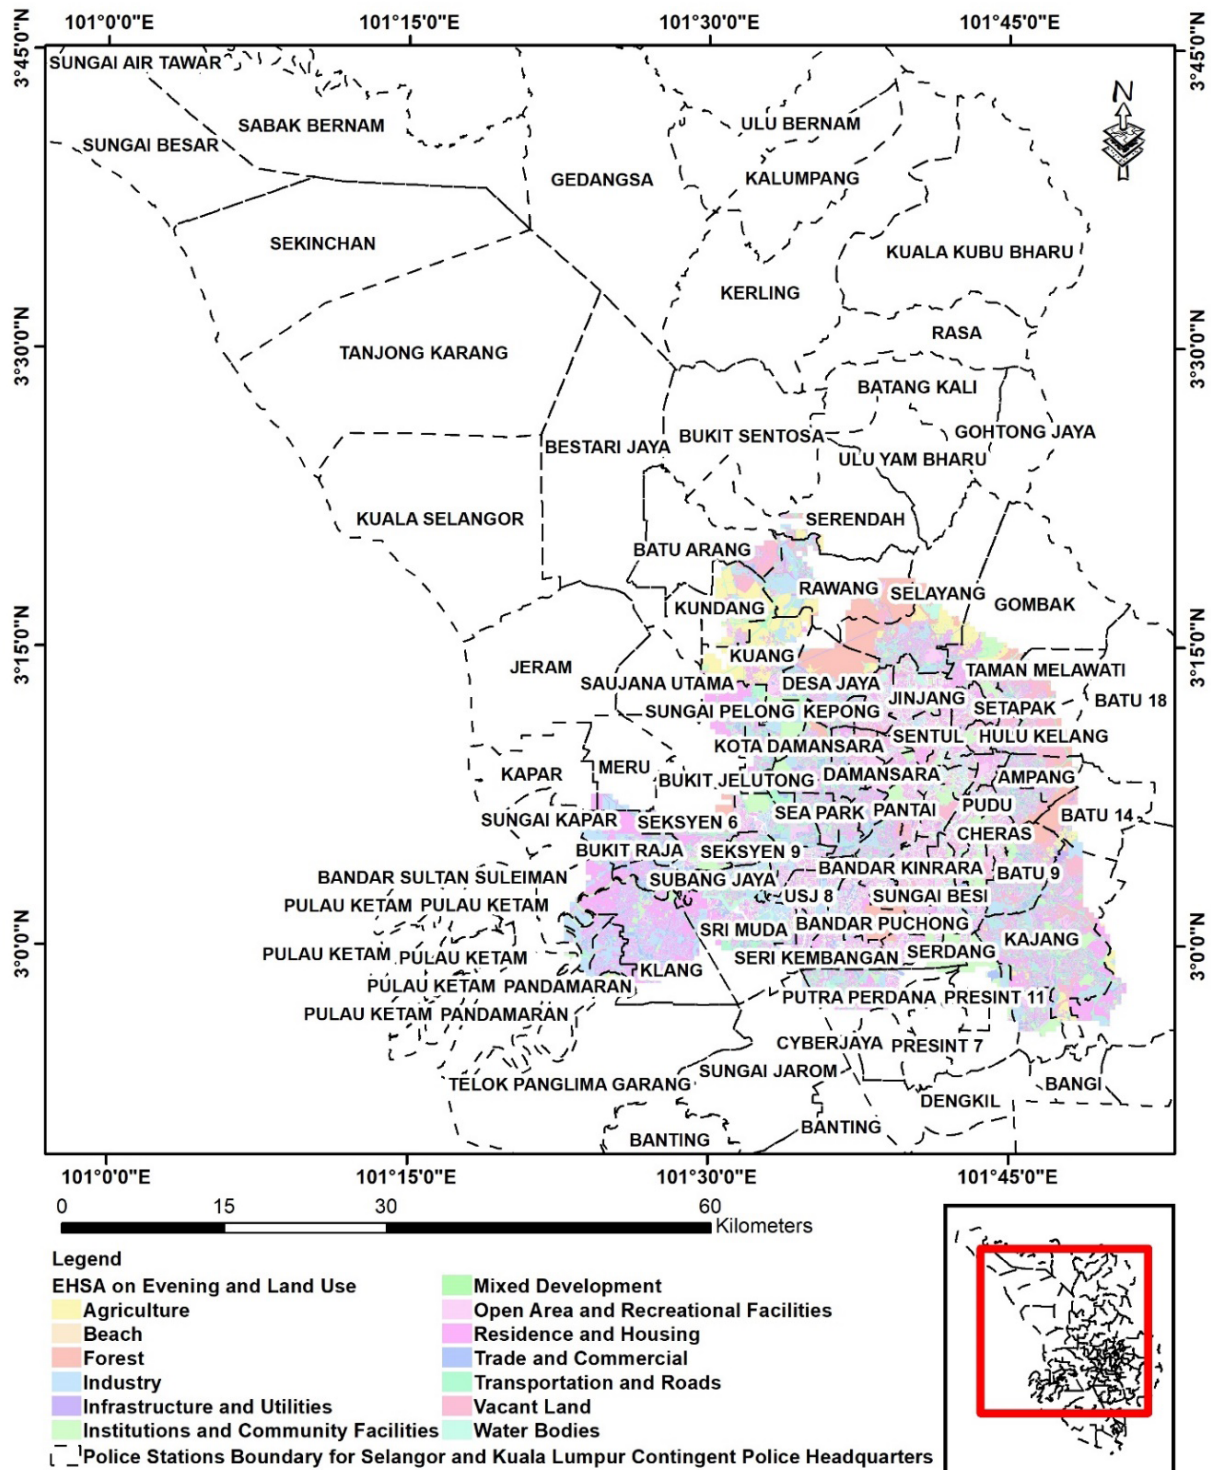 101°0'0"E 101°15'0"E 101°30'0"E 101°45'0"E
3°45'0"N 3°45'0"N
SUNGAI AIR TAWAR
N
SABAK BERNAM ULU BERNAM
SUNGAI BESAR
GEDANGSA KALUMPANG
SEKINCHAN KUALA KUBU BHARU
KERLING
RASA
3°30'0"N 3°30'0"N
TANJONG KARANG
BATANG KALI
BUKIT SENTOSA GOHTONG JAYA
BESTARI JAYA
ULU YAM BHARU
KUALA SELANGOR SERENDAH
BATU ARANG
RAWANG SELAYANG
KUNDANG GOMBAK
3°15'0"N 3°15'0"N
KUANG
JERAM TAMAN MELAWATI
SAUJANA UTAMA DESA JAYA
JINJANG BATU 18
SUNGAI PELONG KEPONG SETAPAK
SENTUL HULU KELANG
KOTA DAMANSARA
KAPAR MERU
BUKIT JELUTONG DAMANSARA AMPANG
SEA PARK PANTAI PUDU
SUNGAI KAPAR SEKSYEN 6 BATU 14
CHERAS
BUKIT RAJA SEKSYEN 9
BANDAR KINRARA BATU 9
BANDAR SULTAN SULEIMAN SUBANG JAYA
USJ 8 SUNGAI BESI
PULAU KETAM PULAU KETAM
SRI MUDA BANDAR PUCHONG
KAJANG
3°0'0"N 3°0'0"N
PULAU KETAM PULAU KETAM SERI KEMBANGAN SERDANG
KLANG
PULAU KETAM PANDAMARAN
PUTRA PERDANA PRESINT 11
PULAU KETAM PANDAMARAN
CYBERJAYA PRESINT 7
SUNGAI JAROM
TELOK PANGLIMA GARANG BANGI
DENGKIL
BANTING
BANTING
101°0'0"E 101°15'0"E 101°30'0"E 101°45'0"E
0 15 30 60
Kilometers
Legend
EHSA on Evening and Land Use
Agriculture
Beach
Forest
Industry
Infrastructure and Utilities
Institutions and Community Facilities
Mixed Development
Open Area and Recreational Facilities
Residence and Housing
Trade and Commercial
Transportation and Roads
Vacant Land
Water Bodies
Police Stations Boundary for Selangor and Kuala Lumpur Contingent Police Headquarters